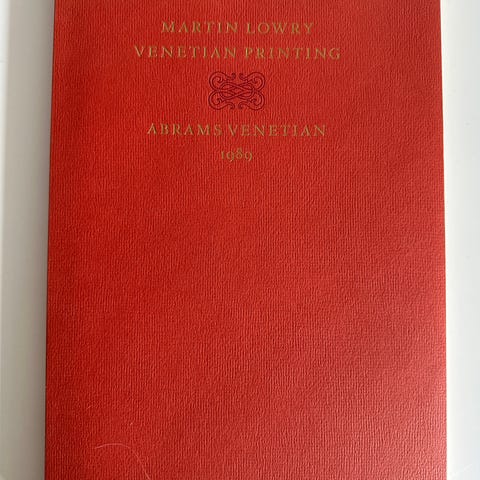 MARTIN LOWRY
VENETIAN PRINTING
ABRAMS VENETIAN
1989